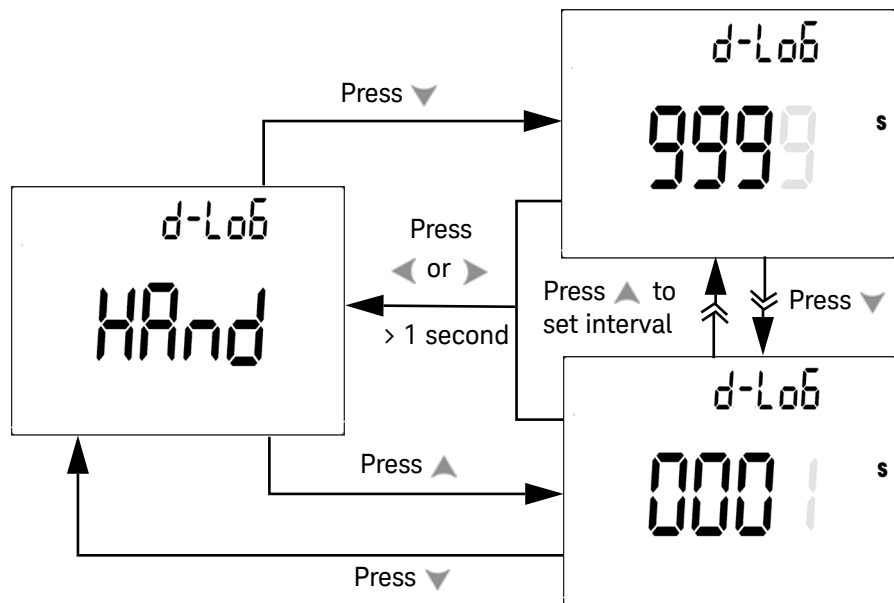 d-LoG
9999
s
Press
d-LoG
HAnd
Press
or
> 1 second
Press to
set interval
Press
d-LoG
0001
s
Press
Press